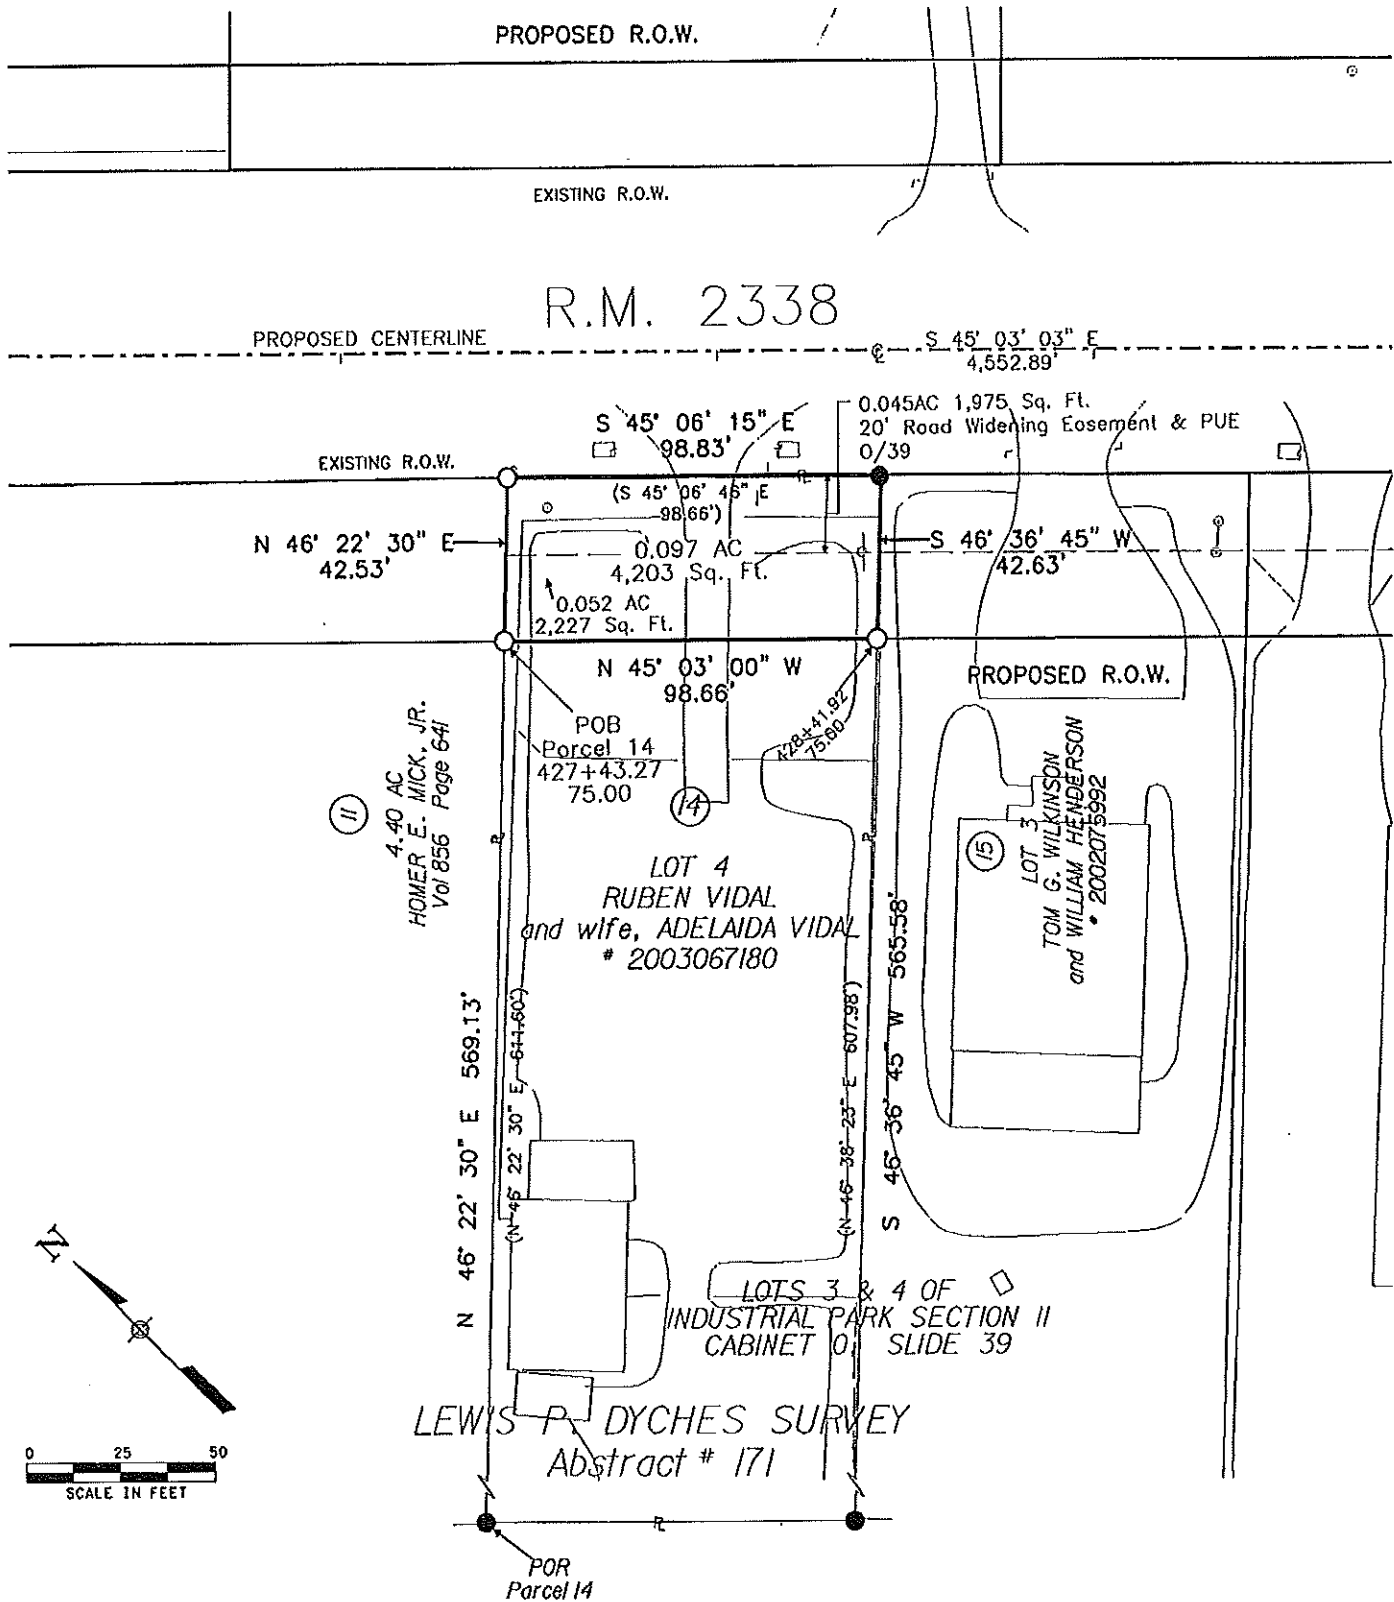 PROPOSED R.O.W.
EXISTING R.O.W.
R.M. 2338
PROPOSED CENTERLINE
S 45° 03' 03" E
4,552.89'
S 45° 06' 15" E
98.83'
0.045AC 1,975 Sq. Ft.
20' Road Widening Easement & PUE
O/39
EXISTING R.O.W.
(S 45° 06' 46" E
98.66')
N 46° 22' 30" E
42.53'
0.097 AC
4,203 Sq. Ft.
S 46° 36' 45" W
42.63'
0.052 AC
2,227 Sq. Ft.
N 45° 03' 00" W
98.66'
PROPOSED R.O.W.
POB
Parcel 14
427+43.27
75.00
428+41.92
75.00
14
11
4.40 AC
HOMER E. MICK, JR.
Vol 856 Page 641
15
LOT 3
TOM G. WILKINSON
and WILLIAM HENDERSON
# 2002075992
LOT 4
RUBEN VIDAL
and wife, ADELAIDA VIDAL
# 2003067180
N 46° 22' 30" E 569.13'
(N 46° 22' 30" E 611.60')
(N 46° 38' 23" E 607.98')
S 46° 36' 45" W 565.58'
N
LOTS 3 & 4 OF
INDUSTRIAL PARK SECTION II
CABINET O, SLIDE 39
LEWIS P. DYCHES SURVEY
Abstract # 171
0 25 50
SCALE IN FEET
POR
Parcel 14